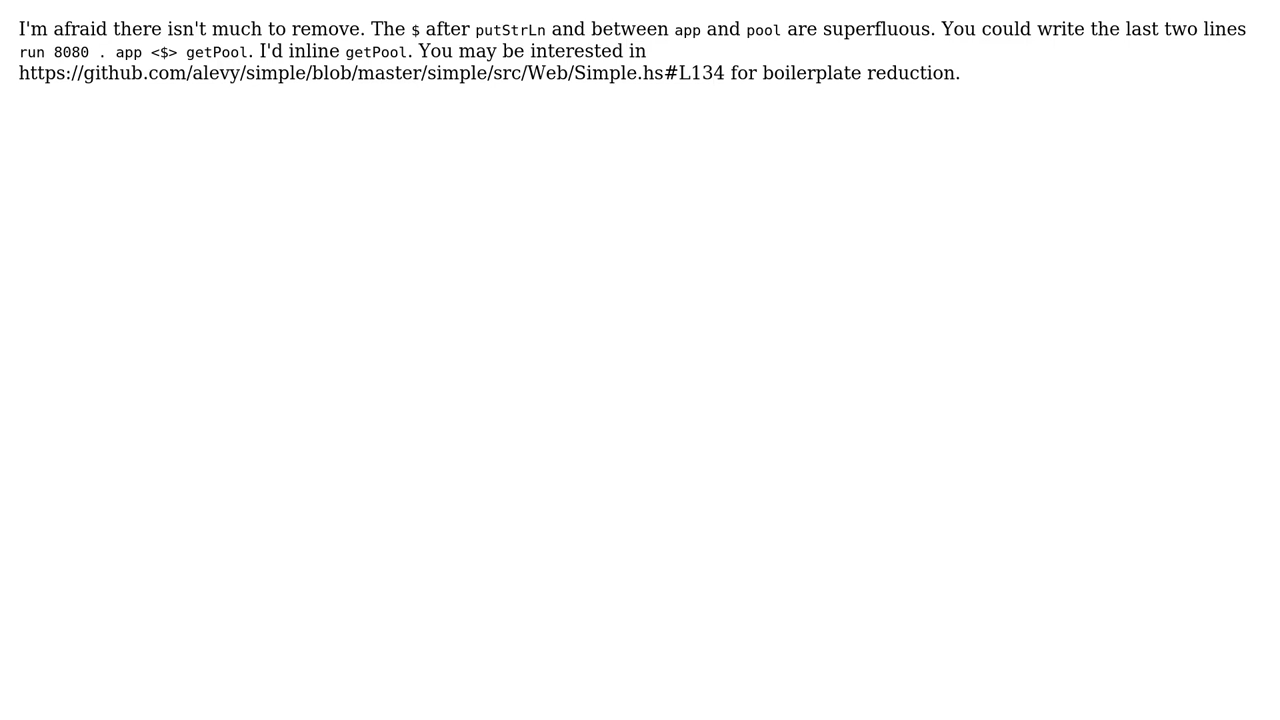 I'm afraid there isn't much to remove. The $ after putStrLn and between app and pool are superfluous. You could write the last two lines
run 8080 . app <$> getPool. I'd inline getPool. You may be interested in
https://github.com/alevy/simple/blob/master/simple/src/Web/Simple.hs#L134 for boilerplate reduction.